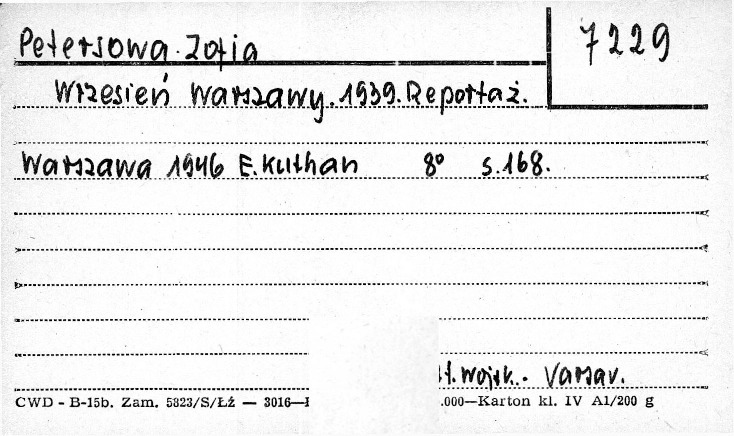 Petersowa Zofia
7229
Wrzesień Warszawy. 1939. Reportaż.
Warszawa 1946 E. Kuthan 8° s. 168.
t. wojsk. - Varsav.
CWD - B-15b. Zam. 5823/S/ŁŹ — 3016—
.000—Karton kl. IV A1/200 g